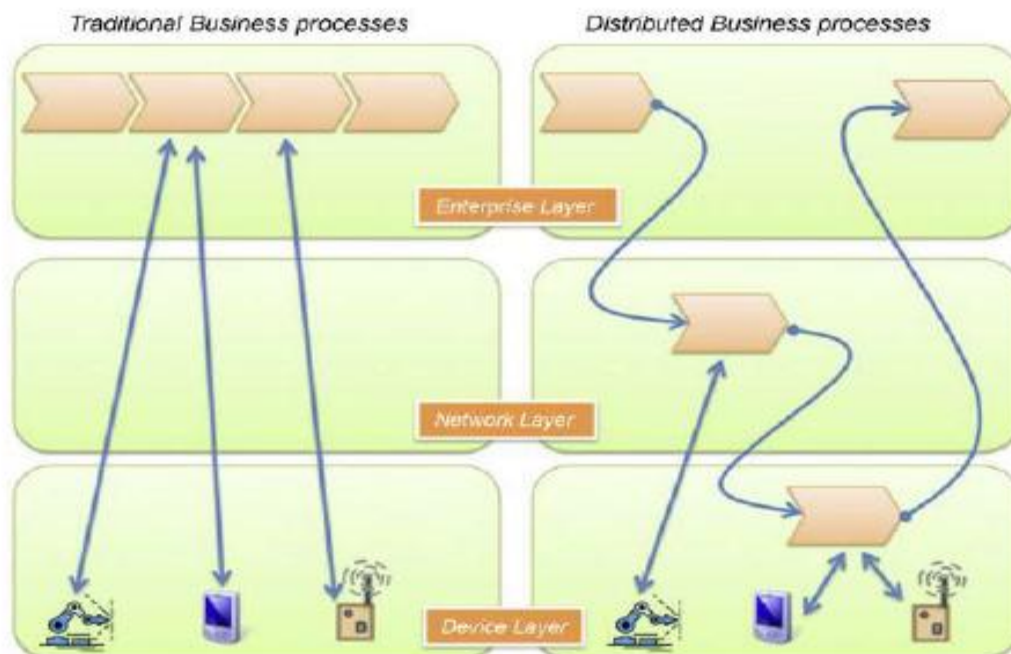 Traditional Business processes
Distributed Business processes
Enterprise Layer
Network Layer
Device Layer